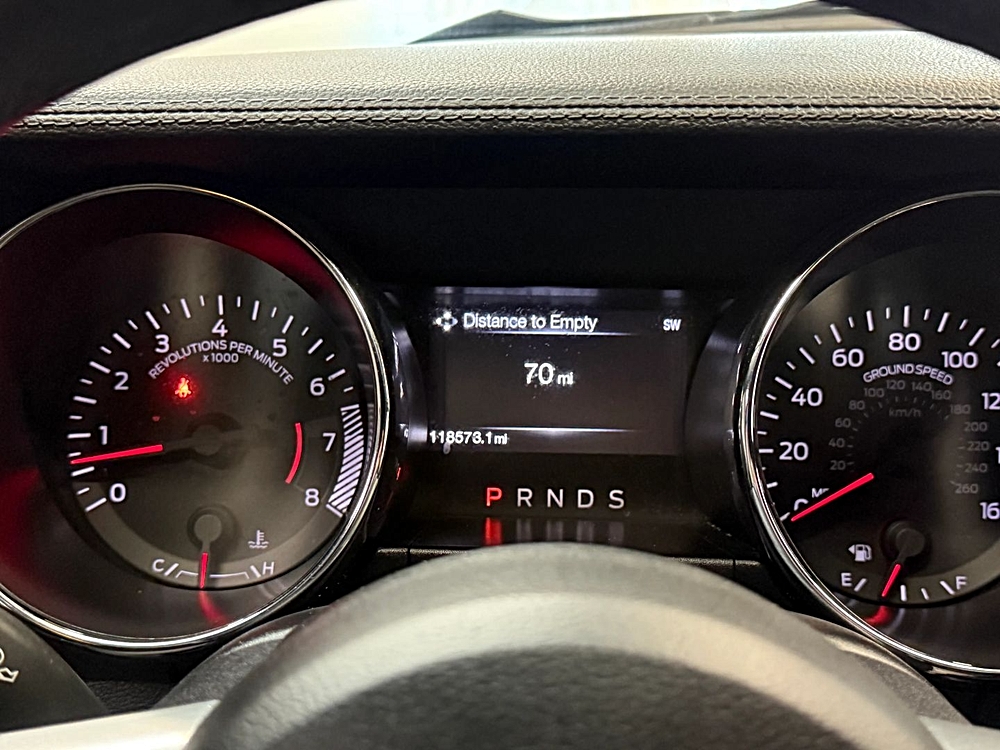 Distance to Empty SW
70 mi
118573.1 mi
P R N D S
0 1 2 3 4 5 6 7 8
REVOLUTIONS PER MINUTE
x1000
C H
20 40 60 80 100
GROUND SPEED
20 40 60 80 100 120 140 160 180 200 220 240 260
km/h
E F